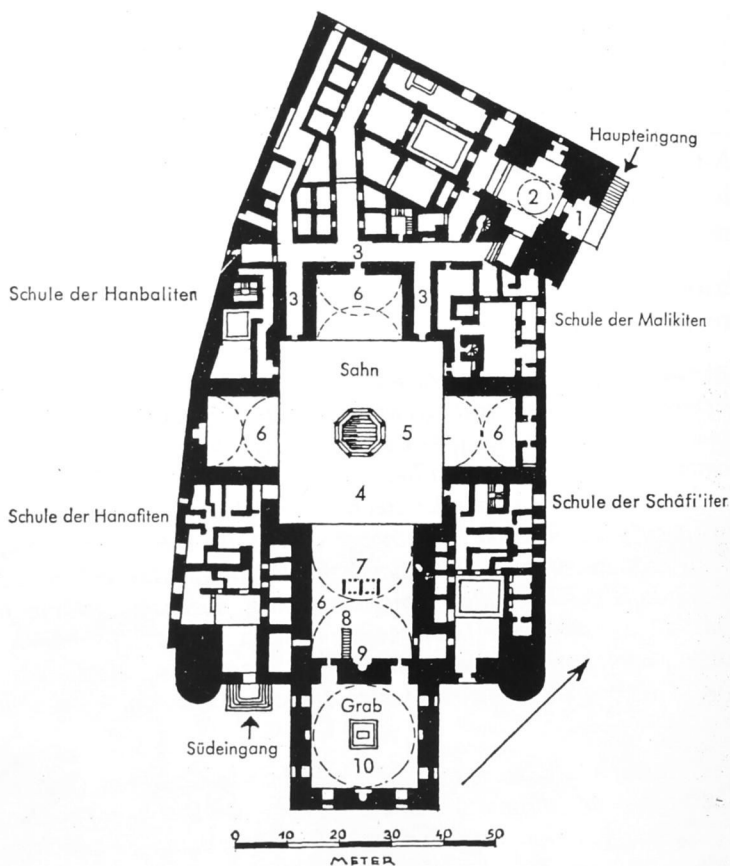 Haupteingang
2
1
3
Schule der Hanbaliten
3
6
3
Schule der Malikiten
Sahn
6
5
6
4
Schule der Hanafiten
Schule der Schâfi'iter
7
6
8
9
Grab
Südeingang
10
0 10 20 30 40 50
METER